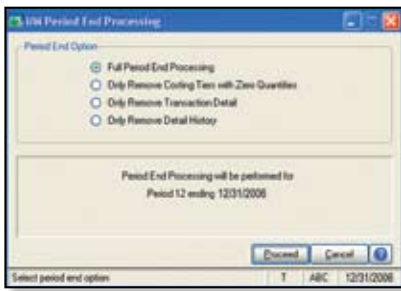 I/M Period End Processing
Period End Option
Full Period End Processing
Only Remove Costing Tiers with Zero Quantities
Only Remove Transaction Detail
Only Remove Detail History
Period End Processing will be performed for
Period 12 ending 12/31/2006
Proceed
Cancel
Select period end option
T
ABC
12/31/2006